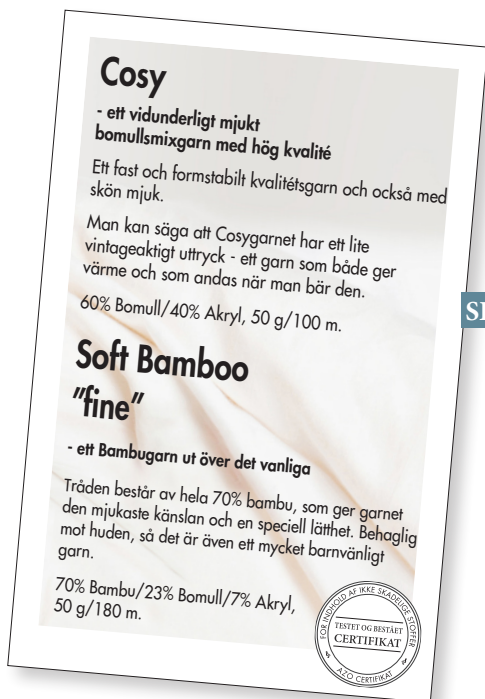 Cosy
- ett vidunderligt mjukt
bomullsmixgarn med hög kvalité
Ett fast och formstabilt kvalitétsgarn och också med
skön mjuk.
Man kan säga att Cosygarnet har ett lite
vintageaktigt uttryck - ett garn som både ger
värme och som andas när man bär den.
60% Bomull/40% Akryl, 50 g/100 m.
Soft Bamboo
"fine"
- ett Bambugarn ut över det vanliga
Tråden består av hela 70% bambu, som ger garnet
den mjukaste känslan och en speciell lätthet. Behaglig
mot huden, så det är även ett mycket barnvänligt
garn.
70% Bambu/23% Bomull/7% Akryl,
50 g/180 m.
FOR INDHOLD AF IKKE SKADELIGE STOFFER
TESTET OG BESTÅET
CERTIFIKAT
AZO CERTIFIKAT